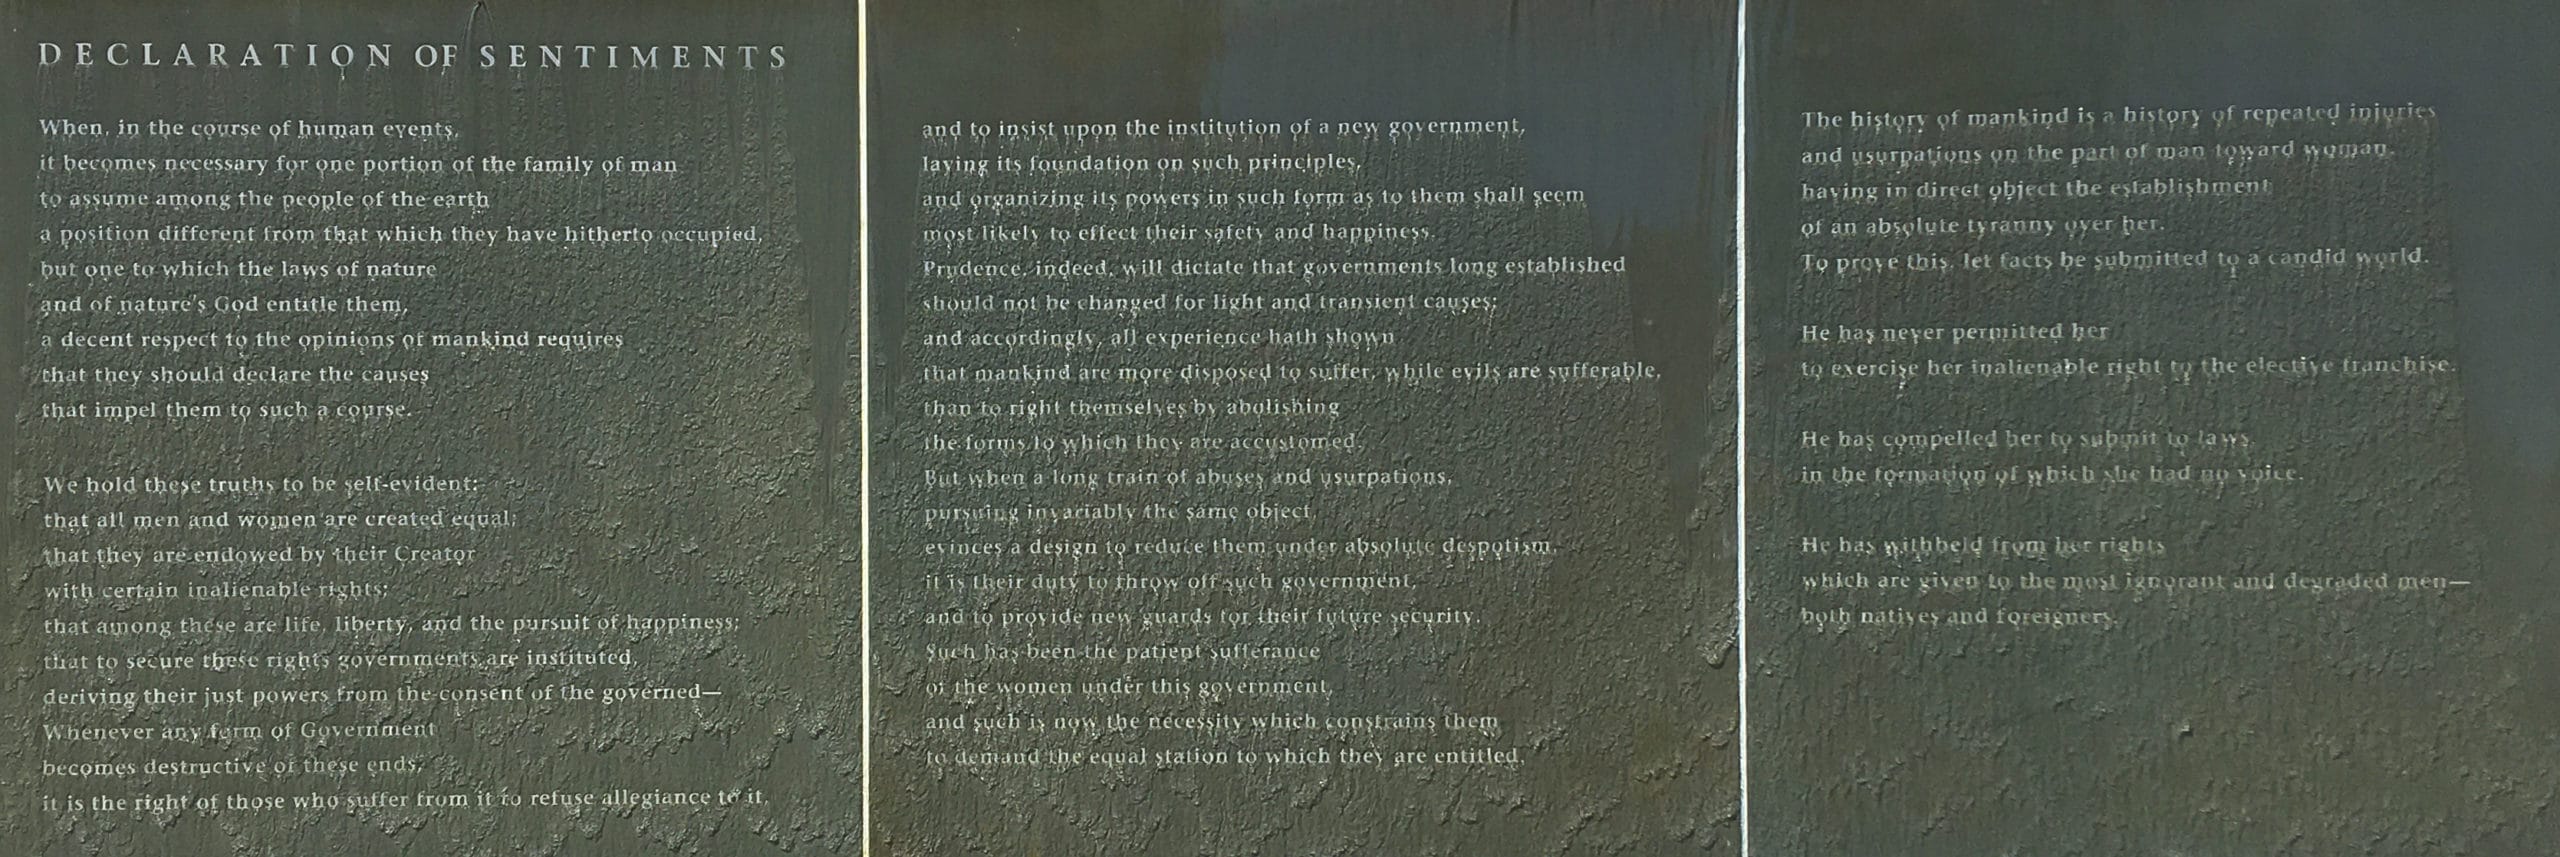 DECLARATION OF SENTIMENTS
When, in the course of human events,
it becomes necessary for one portion of the family of man
to assume among the people of the earth
a position different from that which they have hitherto occupied,
but one to which the laws of nature
and of nature's God entitle them,
a decent respect to the opinions of mankind requires
that they should declare the causes
that impel them to such a course.
We hold these truths to be self-evident:
that all men and women are created equal;
that they are endowed by their Creator
with certain inalienable rights;
that among these are life, liberty, and the pursuit of happiness;
that to secure these rights governments are instituted,
deriving their just powers from the consent of the governed—
Whenever any form of Government
becomes destructive of these ends,
it is the right of those who suffer from it to refuse allegiance to it,
and to insist upon the institution of a new government,
laying its foundation on such principles,
and organizing its powers in such form as to them shall seem
most likely to effect their safety and happiness.
Prudence, indeed, will dictate that governments long established
should not be changed for light and transient causes;
and accordingly, all experience hath shown
that mankind are more disposed to suffer, while evils are sufferable,
than to right themselves by abolishing
the forms to which they are accustomed.
But when a long train of abuses and usurpations,
pursuing invariably the same object,
evinces a design to reduce them under absolute despotism,
it is their duty to throw off such government,
and to provide new guards for their future security.
Such has been the patient sufferance
of the women under this government,
and such is now the necessity which constrains them
to demand the equal station to which they are entitled.
The history of mankind is a history of repeated injuries
and usurpations on the part of man toward woman,
having in direct object the establishment
of an absolute tyranny over her.
To prove this, let facts be submitted to a candid world.
He has never permitted her
to exercise her inalienable right to the elective franchise.
He has compelled her to submit to laws,
in the formation of which she had no voice.
He has withheld from her rights
which are given to the most ignorant and degraded men—
both natives and foreigners.